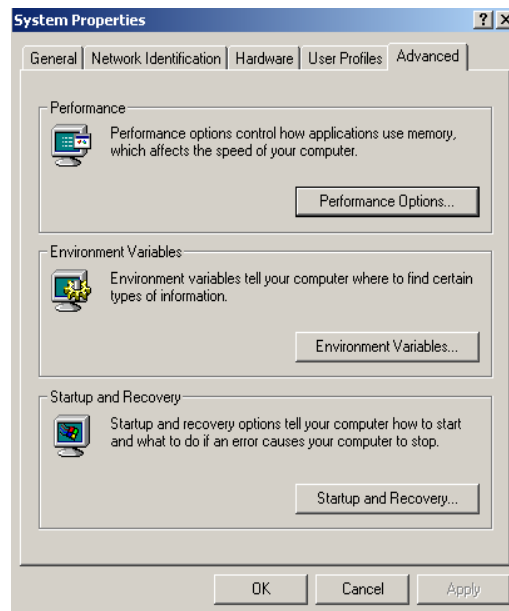 System Properties
General
Network Identification
Hardware
User Profiles
Advanced
Performance
Performance options control how applications use memory,
which affects the speed of your computer.
Performance Options...
Environment Variables
Environment variables tell your computer where to find certain
types of information.
Environment Variables...
Startup and Recovery
Startup and recovery options tell your computer how to start
and what to do if an error causes your computer to stop.
Startup and Recovery...
OK
Cancel
Apply